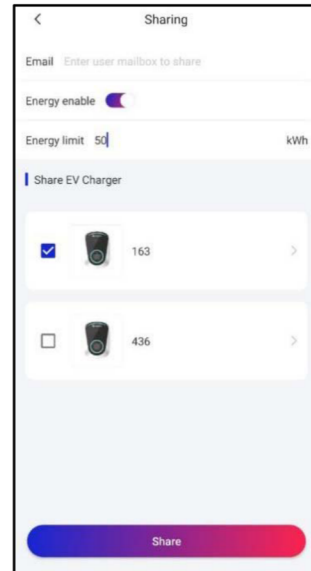 Sharing
Email Enter user mailbox to share
Energy enable
Energy limit 50 kWh
Share EV Charger
163
436
Share